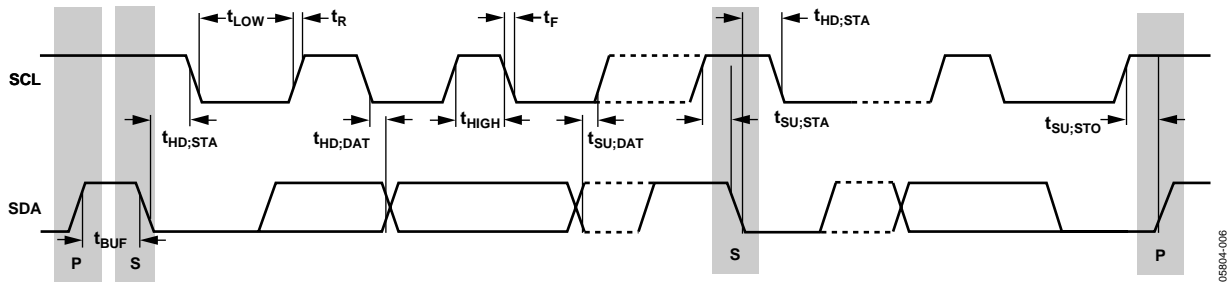 tLOW tR tF tHD;STA
SCL
tHD;STA tHD;DAT tHIGH tSU;DAT tSU;STA tSU;STO
SDA
tBUF
P S S P
05804-006